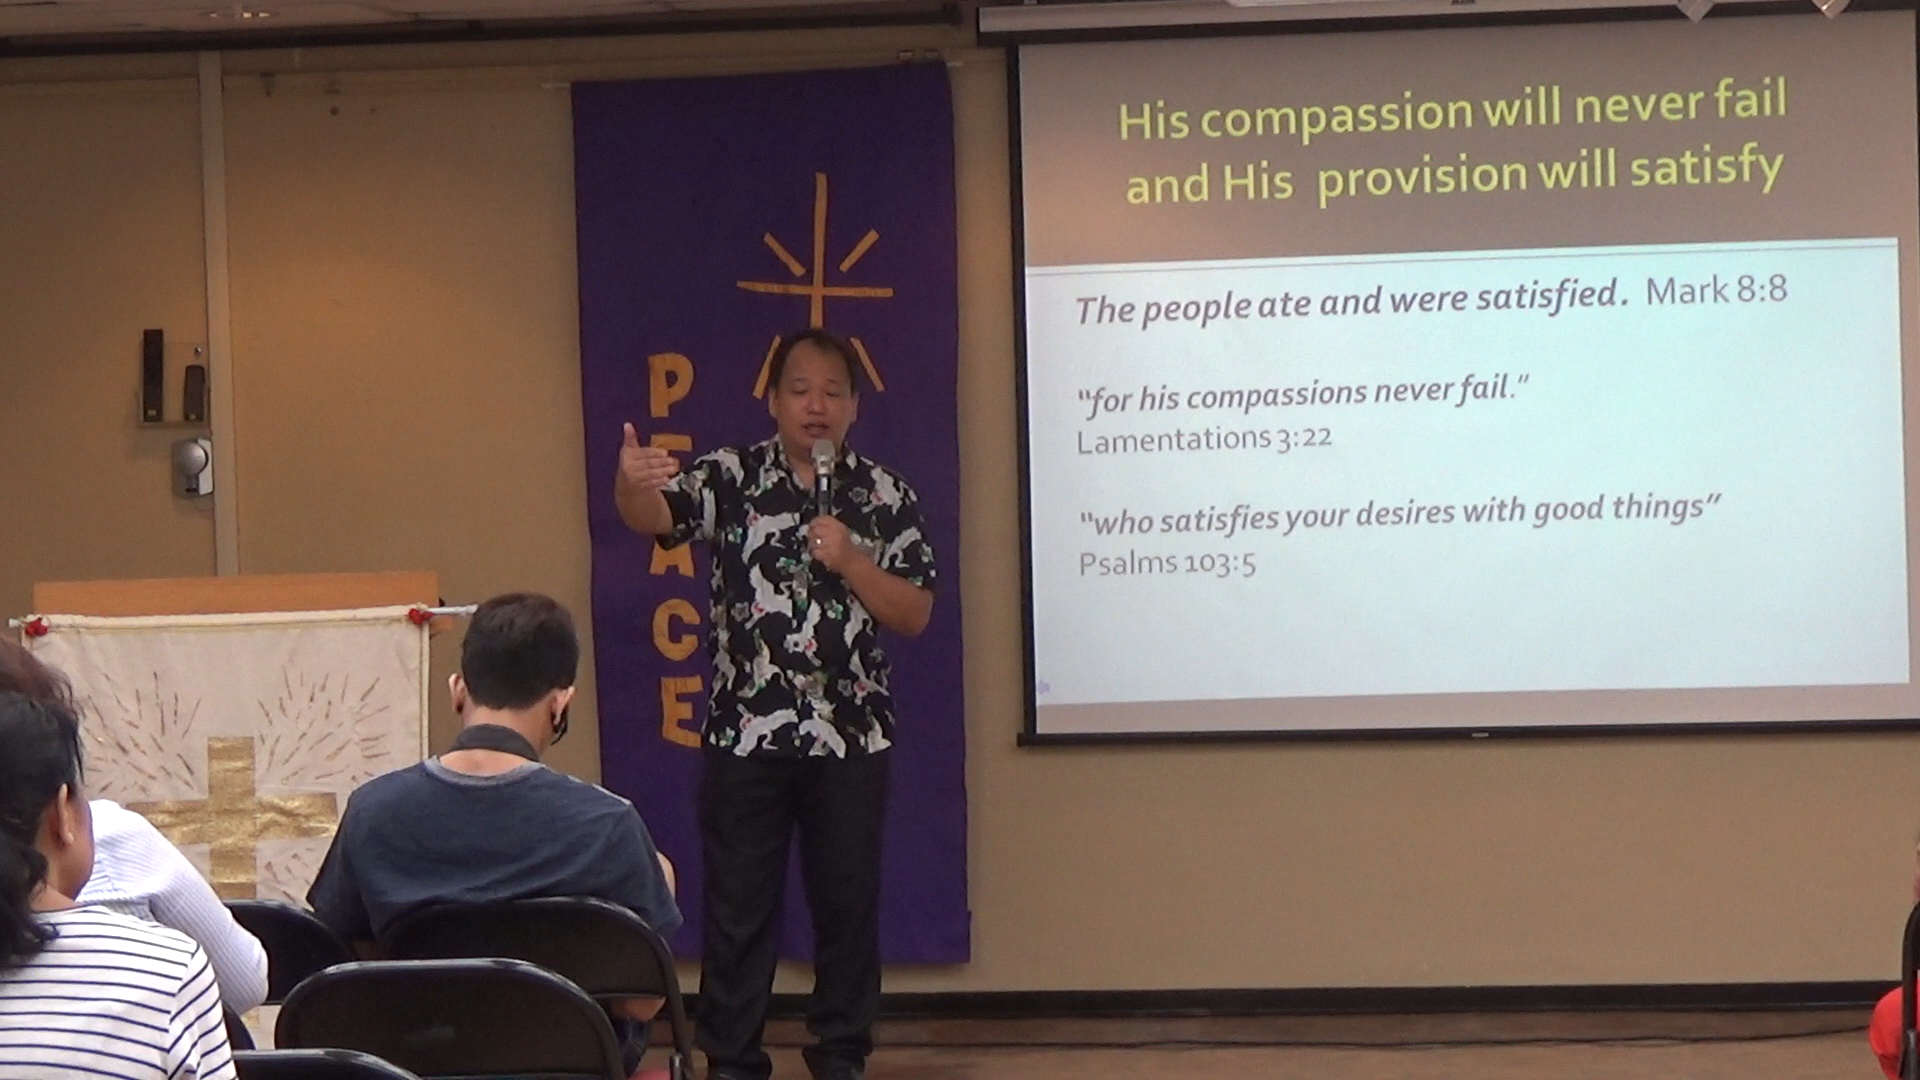 PEACE
His compassion will never fail
and His provision will satisfy
The people ate and were satisfied. Mark 8:8
"for his compassions never fail."
Lamentations 3:22
"who satisfies your desires with good things"
Psalms 103:5